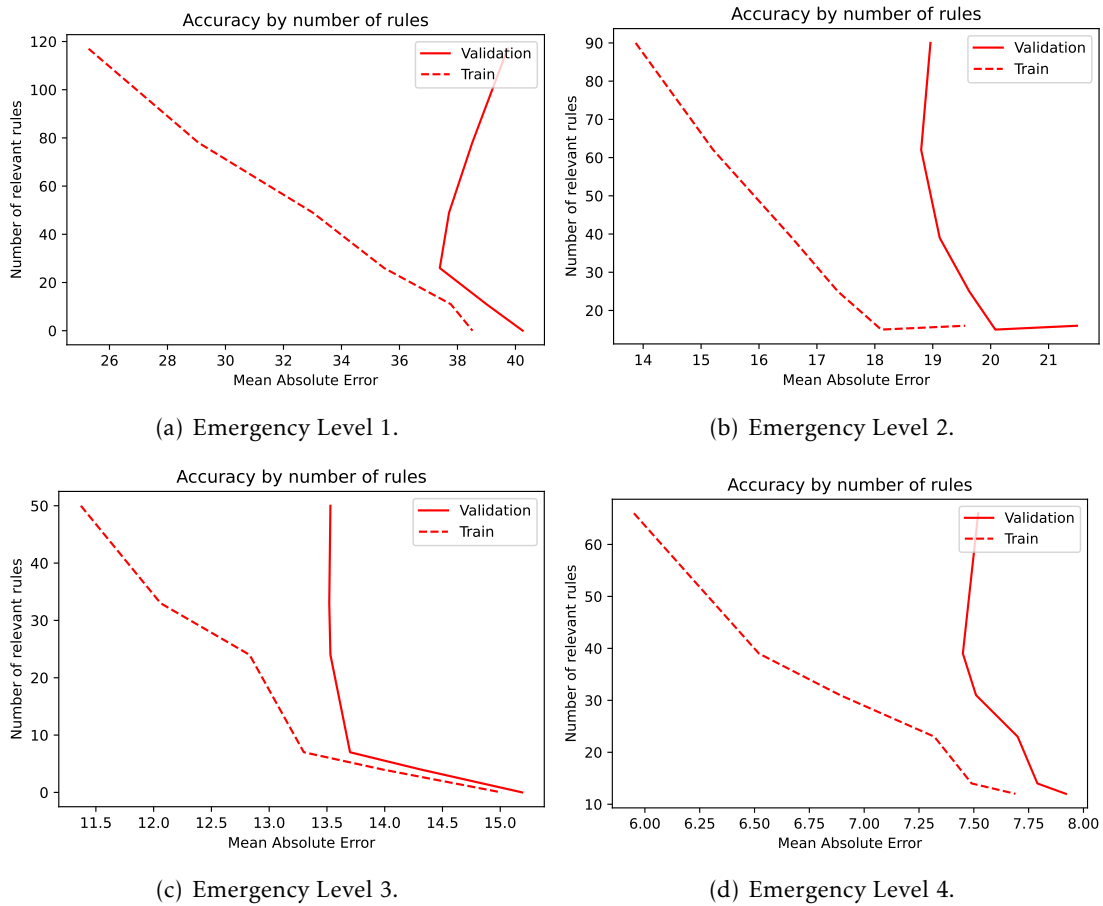 Accuracy by number of rules
Number of relevant rules
120
100
80
60
40
20
0
Validation
Train
26 28 30 32 34 36 38 40
Mean Absolute Error
(a) Emergency Level 1.
Accuracy by number of rules
Number of relevant rules
90
80
70
60
50
40
30
20
Validation
Train
14 15 16 17 18 19 20 21
Mean Absolute Error
(b) Emergency Level 2.
Accuracy by number of rules
Number of relevant rules
50
40
30
20
10
0
Validation
Train
11.5 12.0 12.5 13.0 13.5 14.0 14.5 15.0
Mean Absolute Error
(c) Emergency Level 3.
Accuracy by number of rules
Number of relevant rules
60
50
40
30
20
10
Validation
Train
6.00 6.25 6.50 6.75 7.00 7.25 7.50 7.75 8.00
Mean Absolute Error
(d) Emergency Level 4.